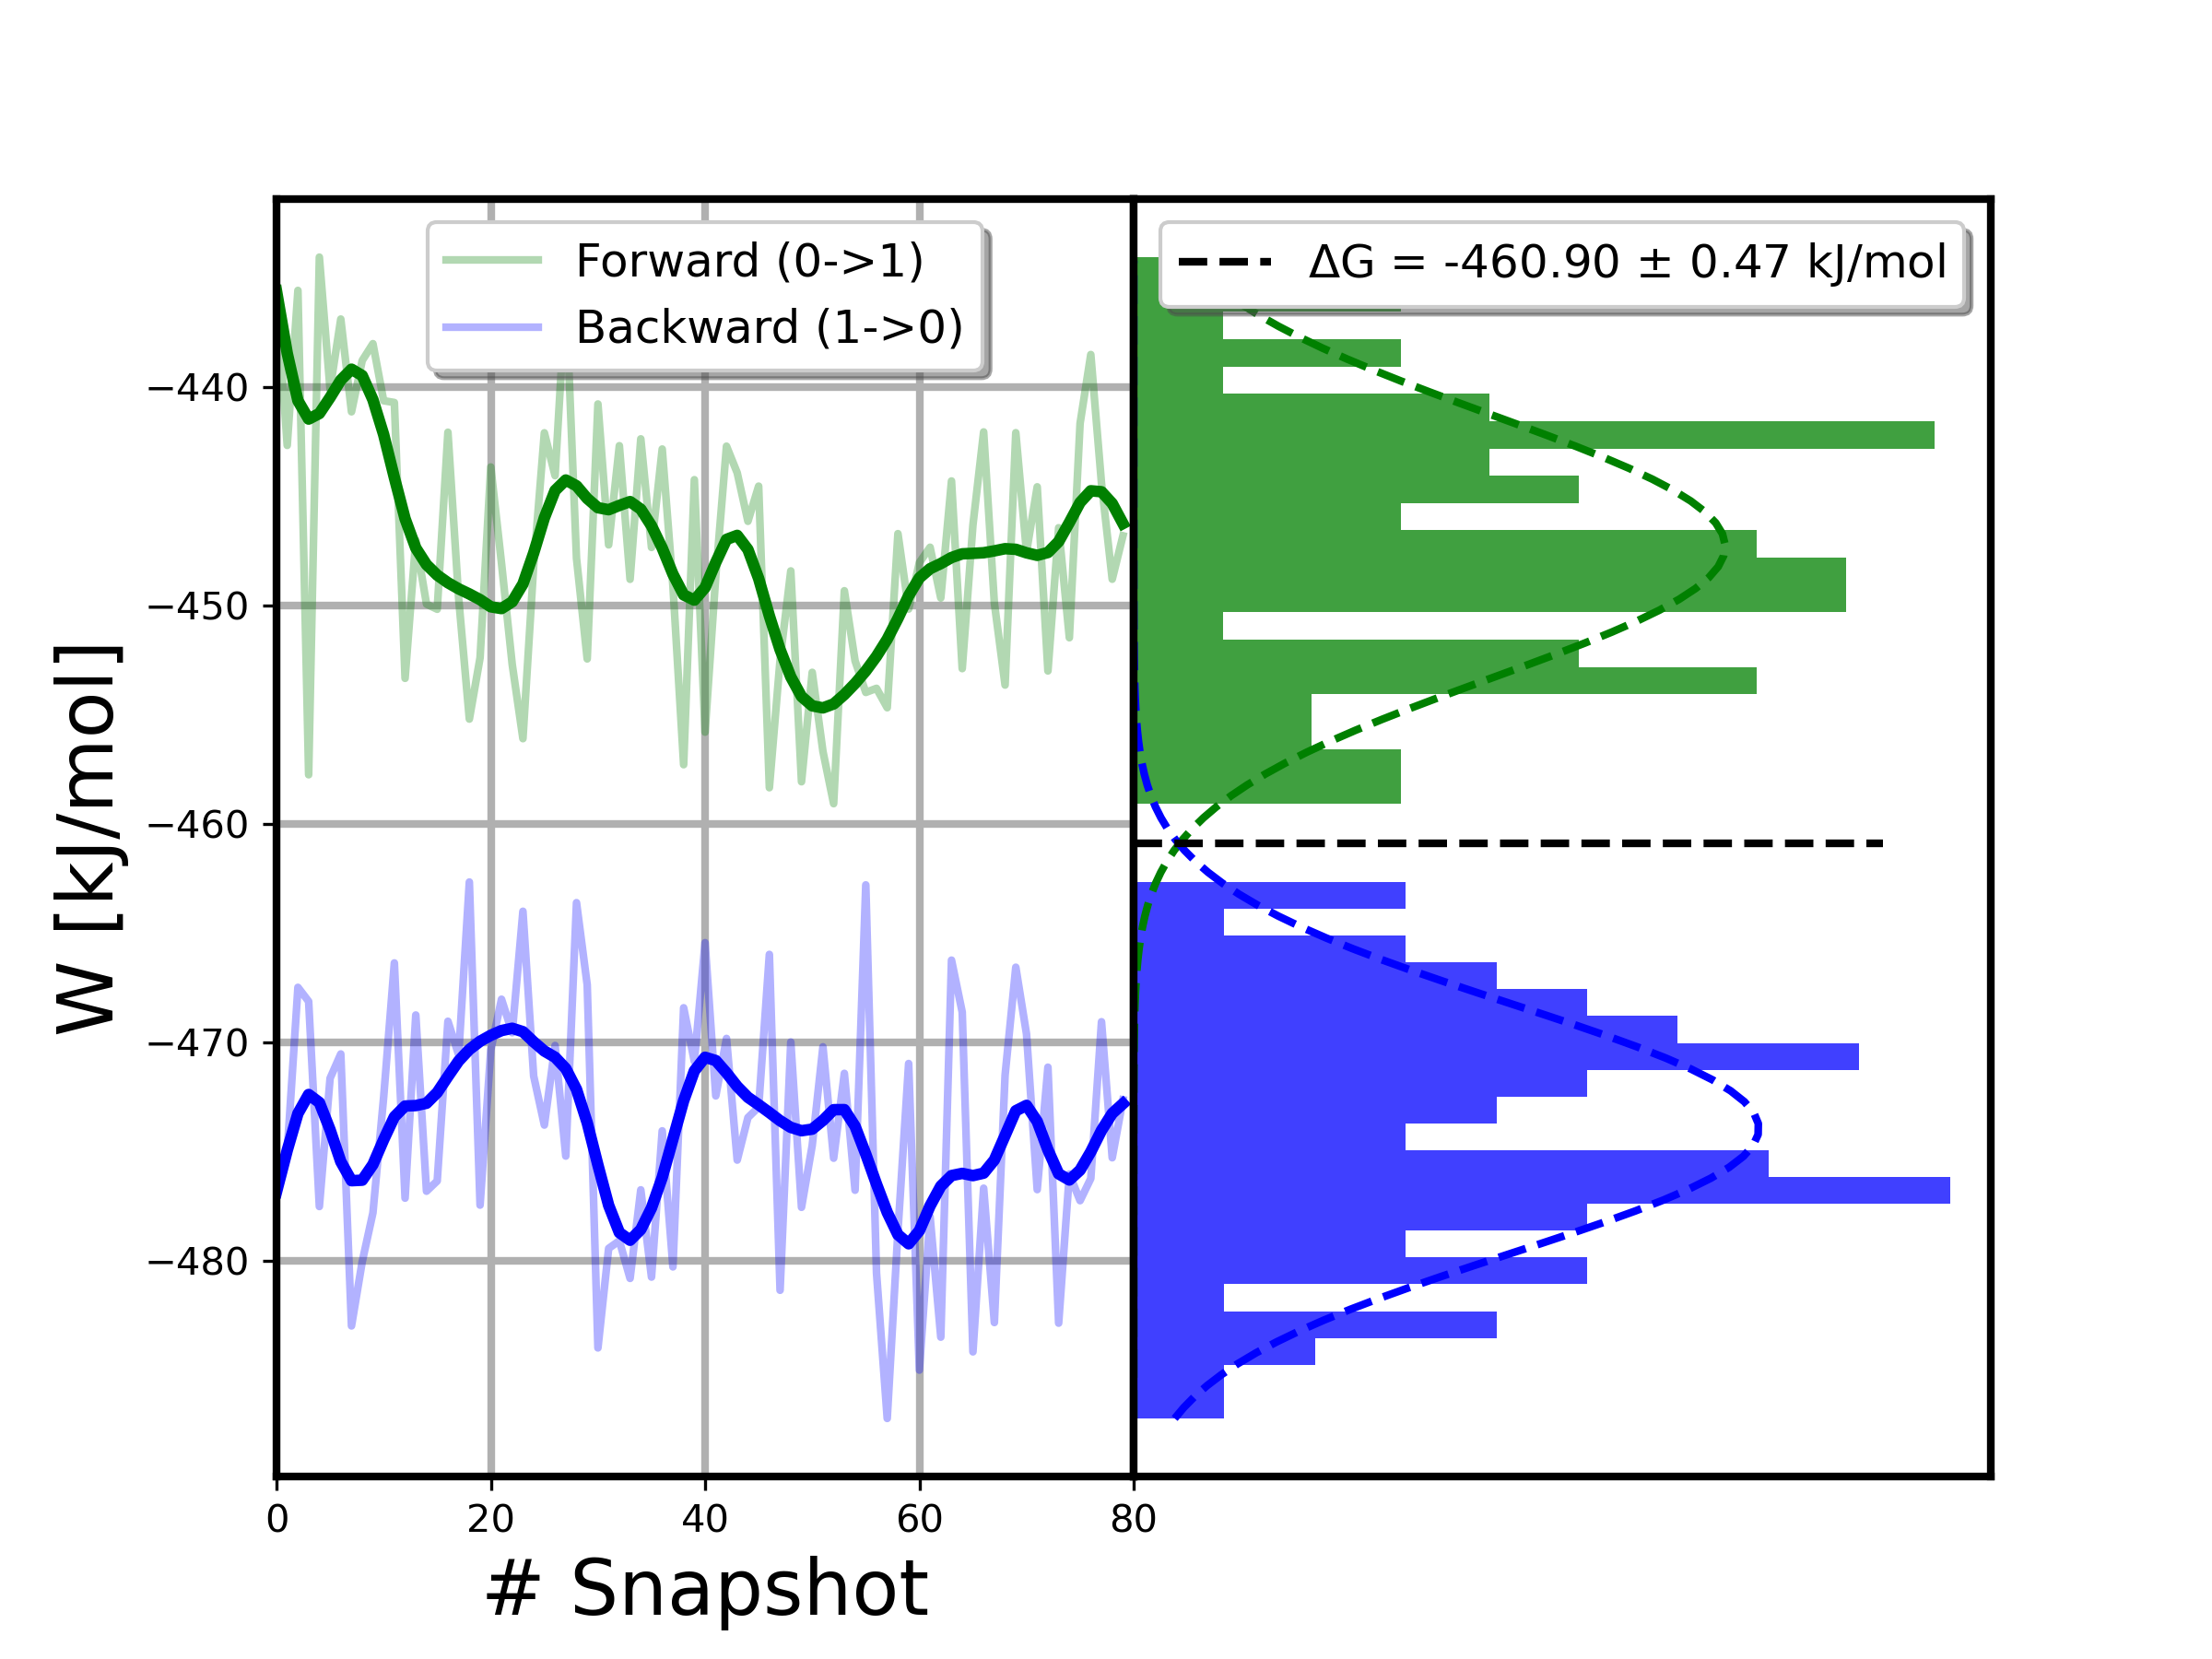 Forward (0->1)
Backward (1->0)
ΔG = -460.90 ± 0.47 kJ/mol
W [kJ/mol]
−440
−450
−460
−470
−480
0
20
40
60
80
# Snapshot